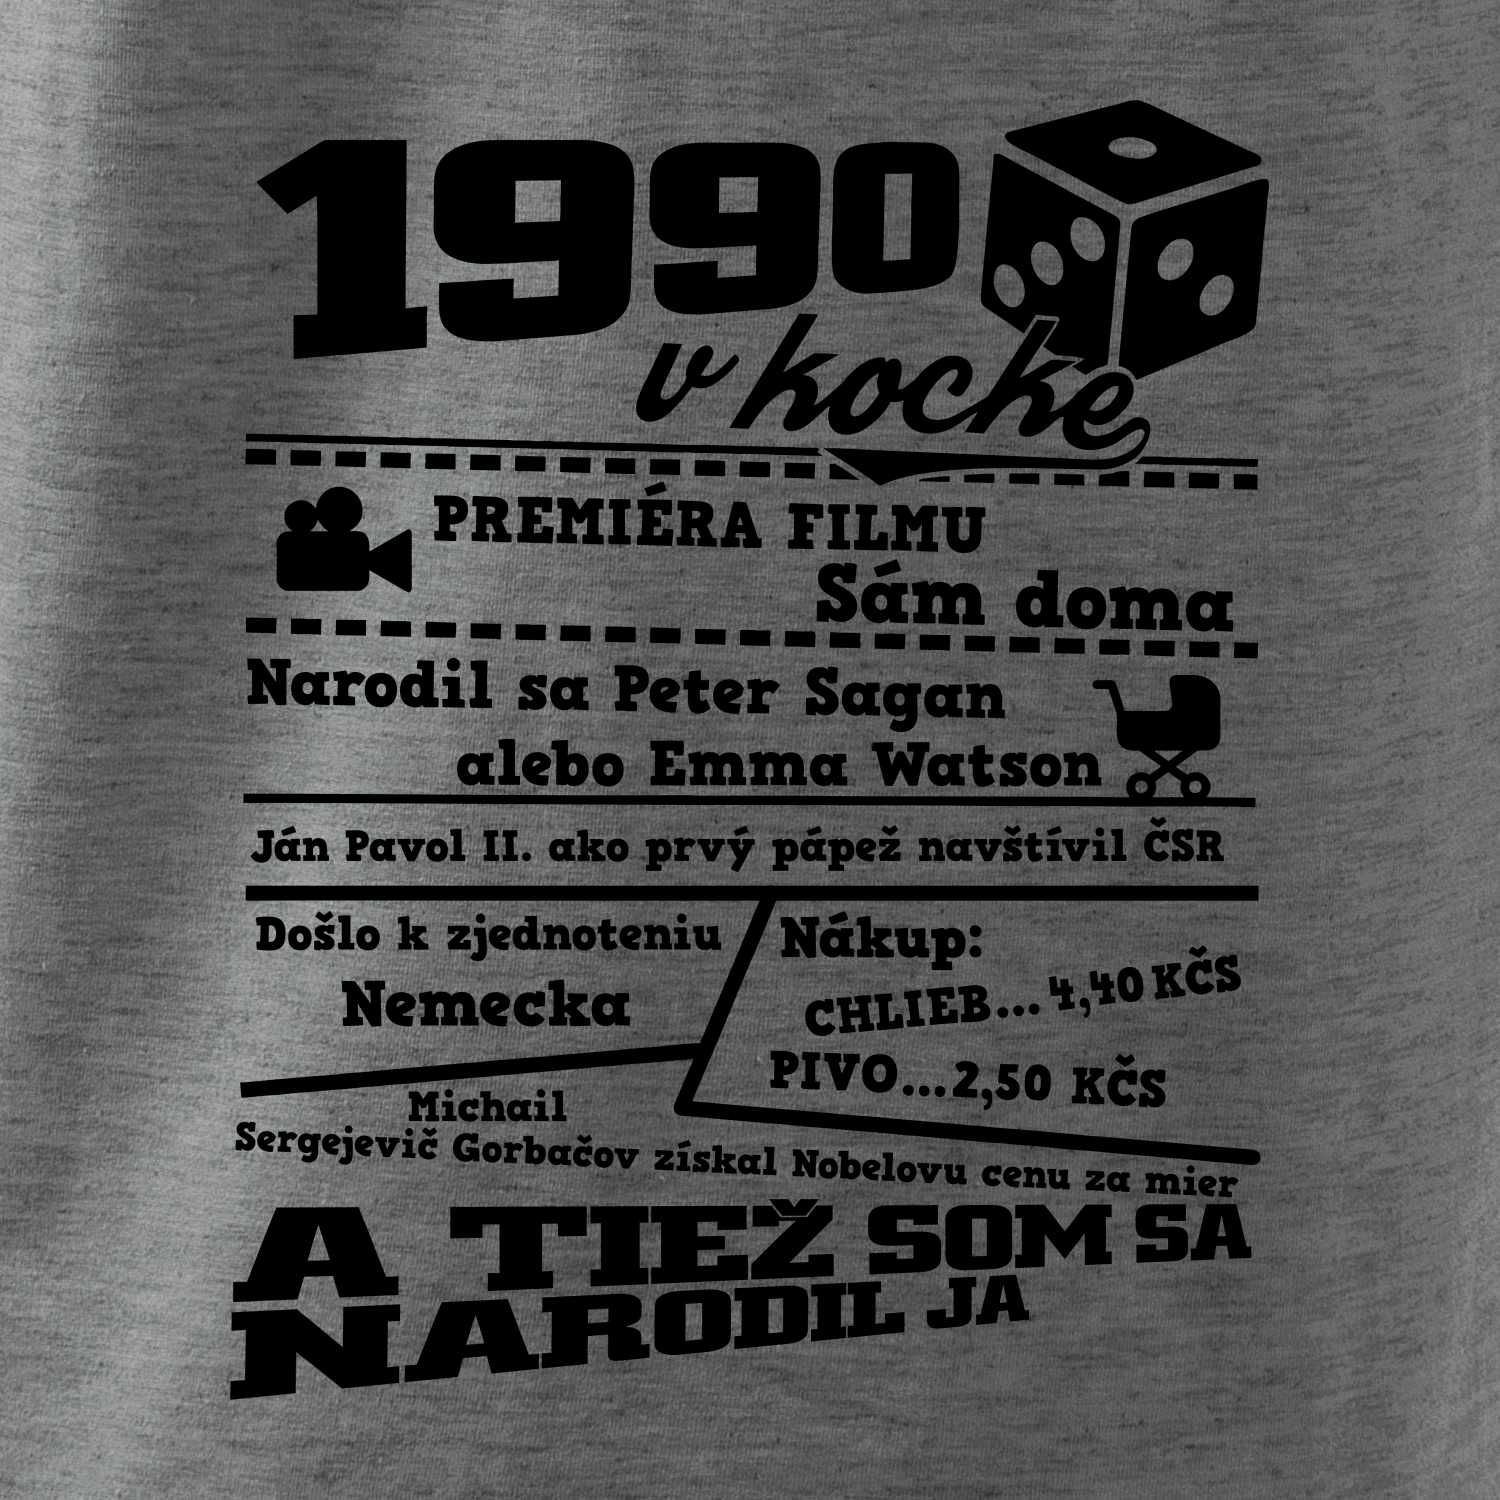 1990
v kocke
PREMIÉRA FILMU
Sám doma
Narodil sa Peter Sagan
alebo Emma Watson
Ján Pavol II. ako prvý pápež navštívil ČSR
Došlo k zjednoteniu
Nemecka
Nákup:
CHLIEB... 4,40 KČS
PIVO...2,50 KČS
Michail
Sergejevič Gorbačov získal Nobelovu cenu za mier
A TIEŽ SOM SA
NARODIL JA